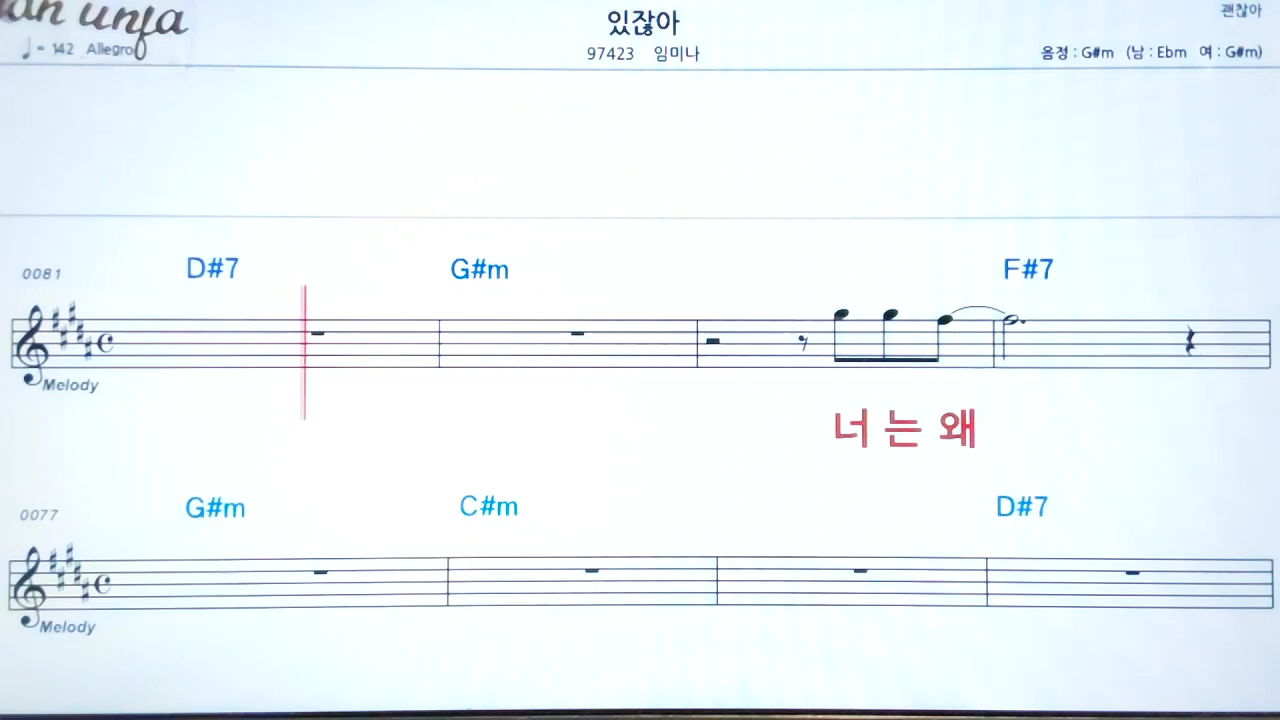 있잖아
괜찮아
♩= 142 Allegro
97423 임미나
음정 : G#m (남 : Ebm 여 : G#m)
D#7 G#m F#7
0081
Melody
너 는 왜
G#m C#m D#7
0077
Melody